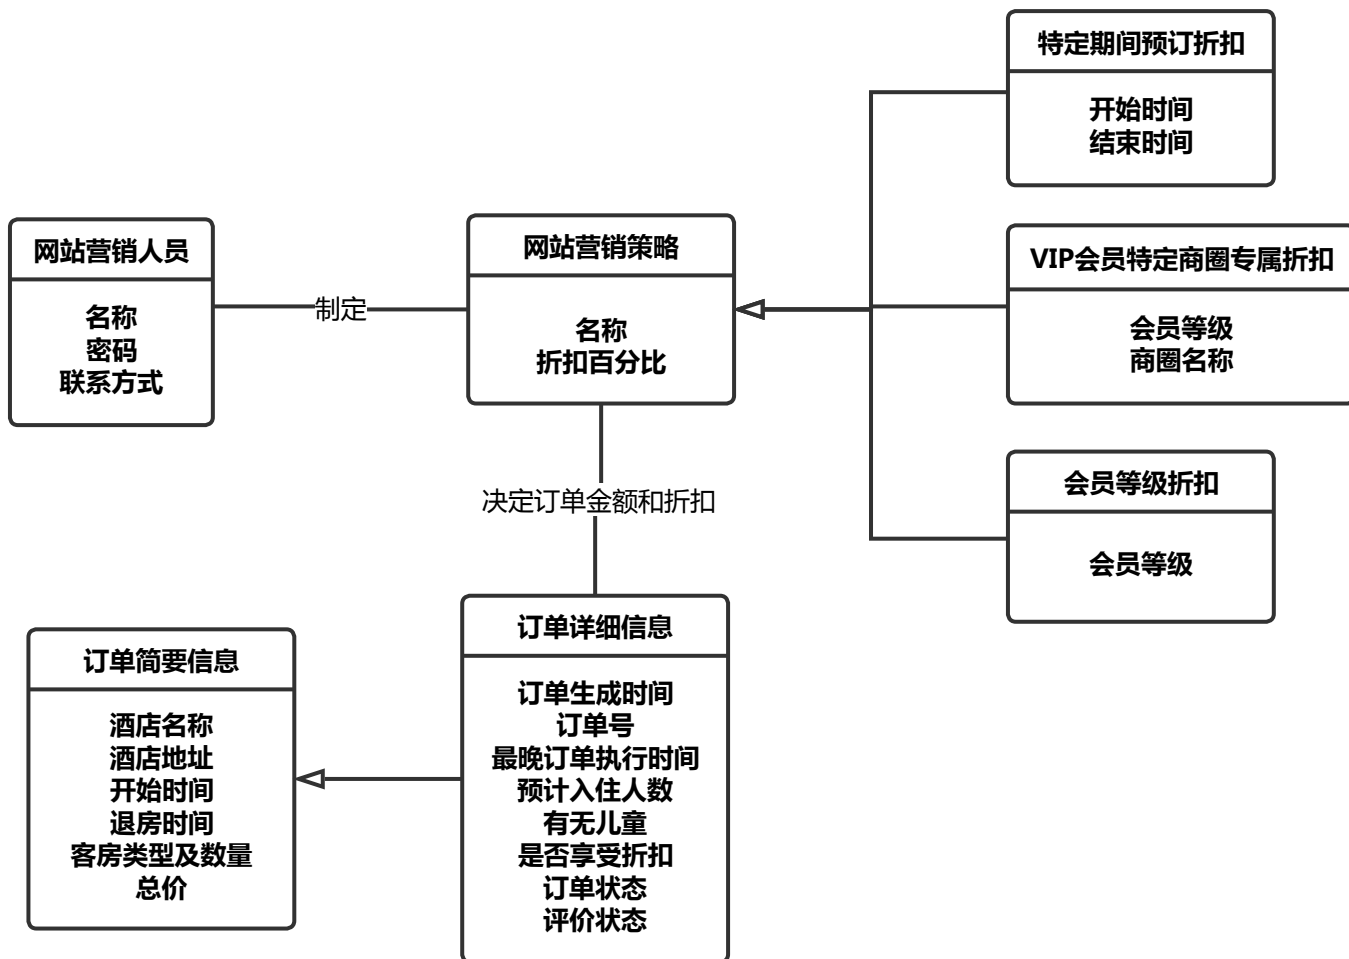 特定期间预订折扣
开始时间
结束时间
网站营销人员
名称
密码
联系方式
制定
网站营销策略
名称
折扣百分比
VIP会员特定商圈专属折扣
会员等级
商圈名称
决定订单金额和折扣
会员等级折扣
会员等级
订单简要信息
酒店名称
酒店地址
开始时间
退房时间
客房类型及数量
总价
订单详细信息
订单生成时间
订单号
最晚订单执行时间
预计入住人数
有无儿童
是否享受折扣
订单状态
评价状态